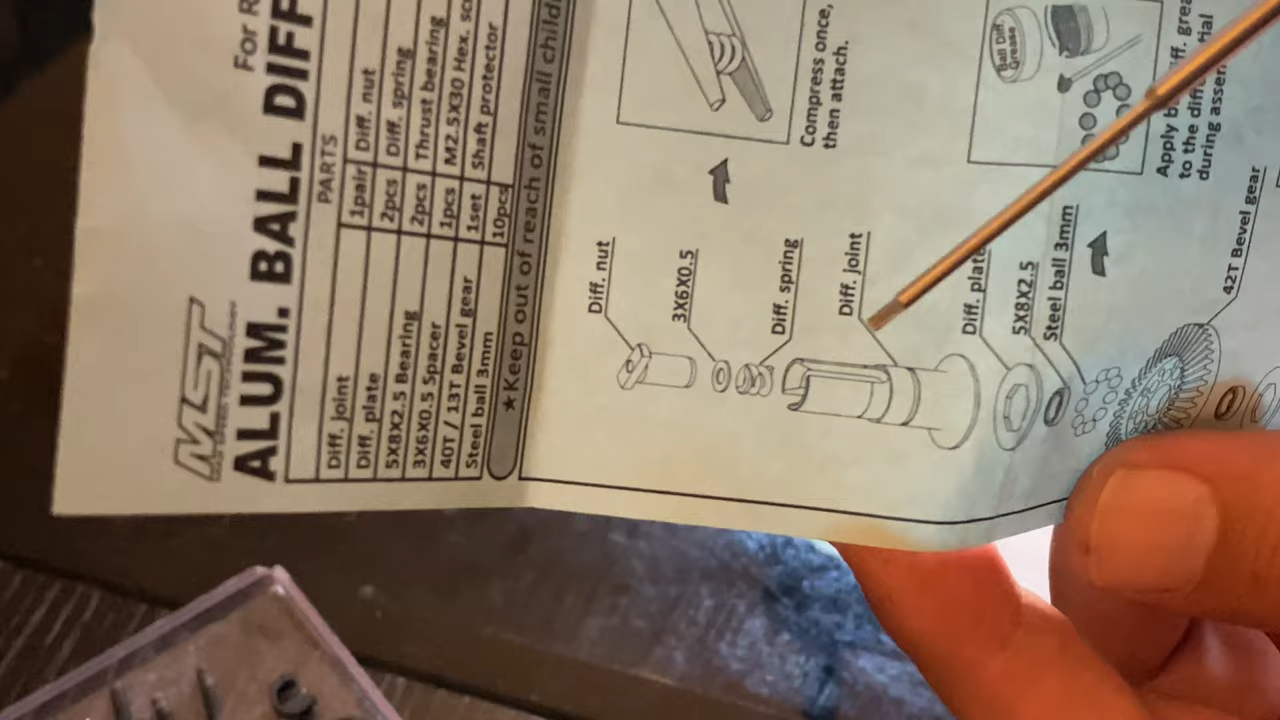 MST
ALUM. BALL DIFF
For R
PARTS
Diff. joint 1pair Diff. nut
Diff. plate 2pcs Diff. spring
5X8X2.5 Bearing 2pcs Thrust bearing
3X6X0.5 Spacer 1pcs M2.5X30 Hex. sc
40T / 13T Bevel gear 1set Shaft protector
Steel ball 3mm 10pcs
★Keep out of reach of small child
Diff. nut
3X6X0.5
Diff. spring
Diff. joint
Diff. plate
5X8X2.5
Steel ball 3mm
42T Bevel gear
Compress once,
then attach.
Ball Diff.
Grease
Apply b ff. grea
to the diff ial
during assem